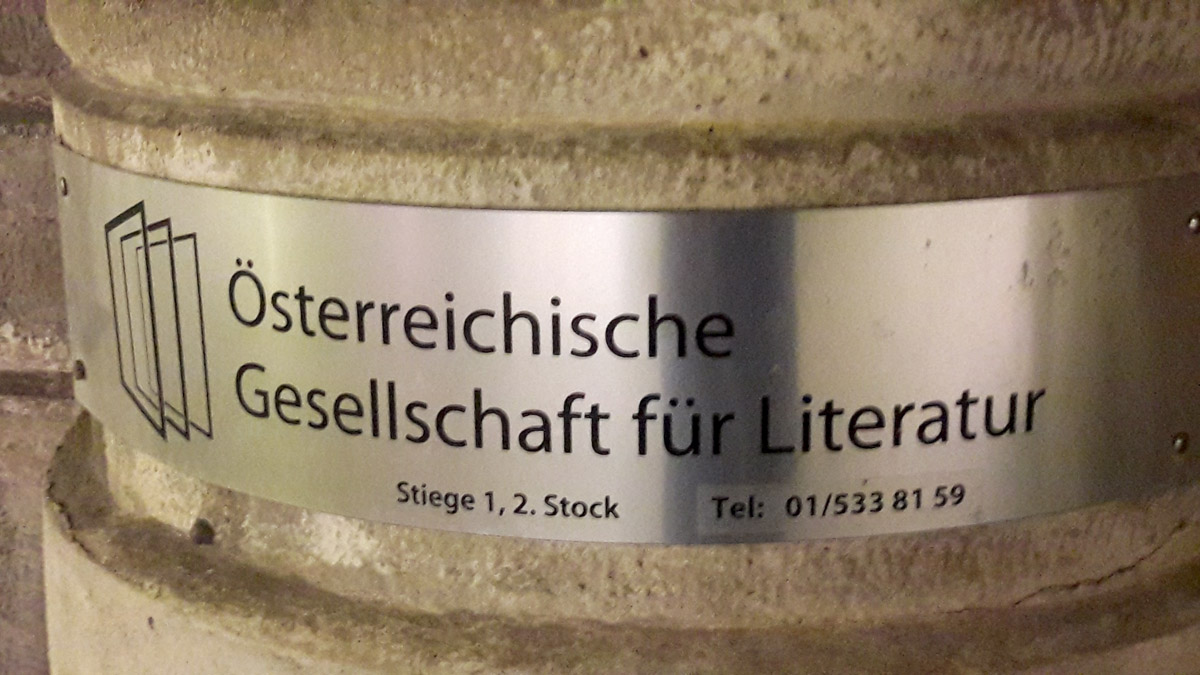 Österreichische
Gesellschaft für Literatur
Stiege 1, 2. Stock Tel: 01/533 81 59